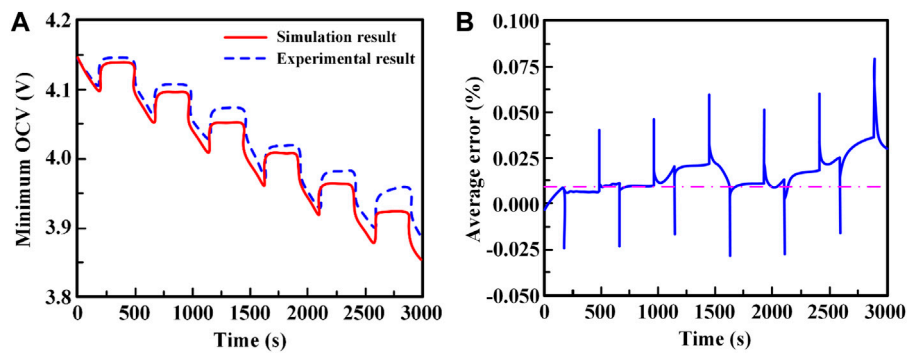 A
Minimum OCV (V)
4.2
4.1
4.0
3.9
3.8
Simulation result
Experimental result
0 500 1000 1500 2000 2500 3000
Time (s)
B
Average error (%)
0.100
0.075
0.050
0.025
0.000
-0.025
-0.050
0 500 1000 1500 2000 2500 3000
Time (s)